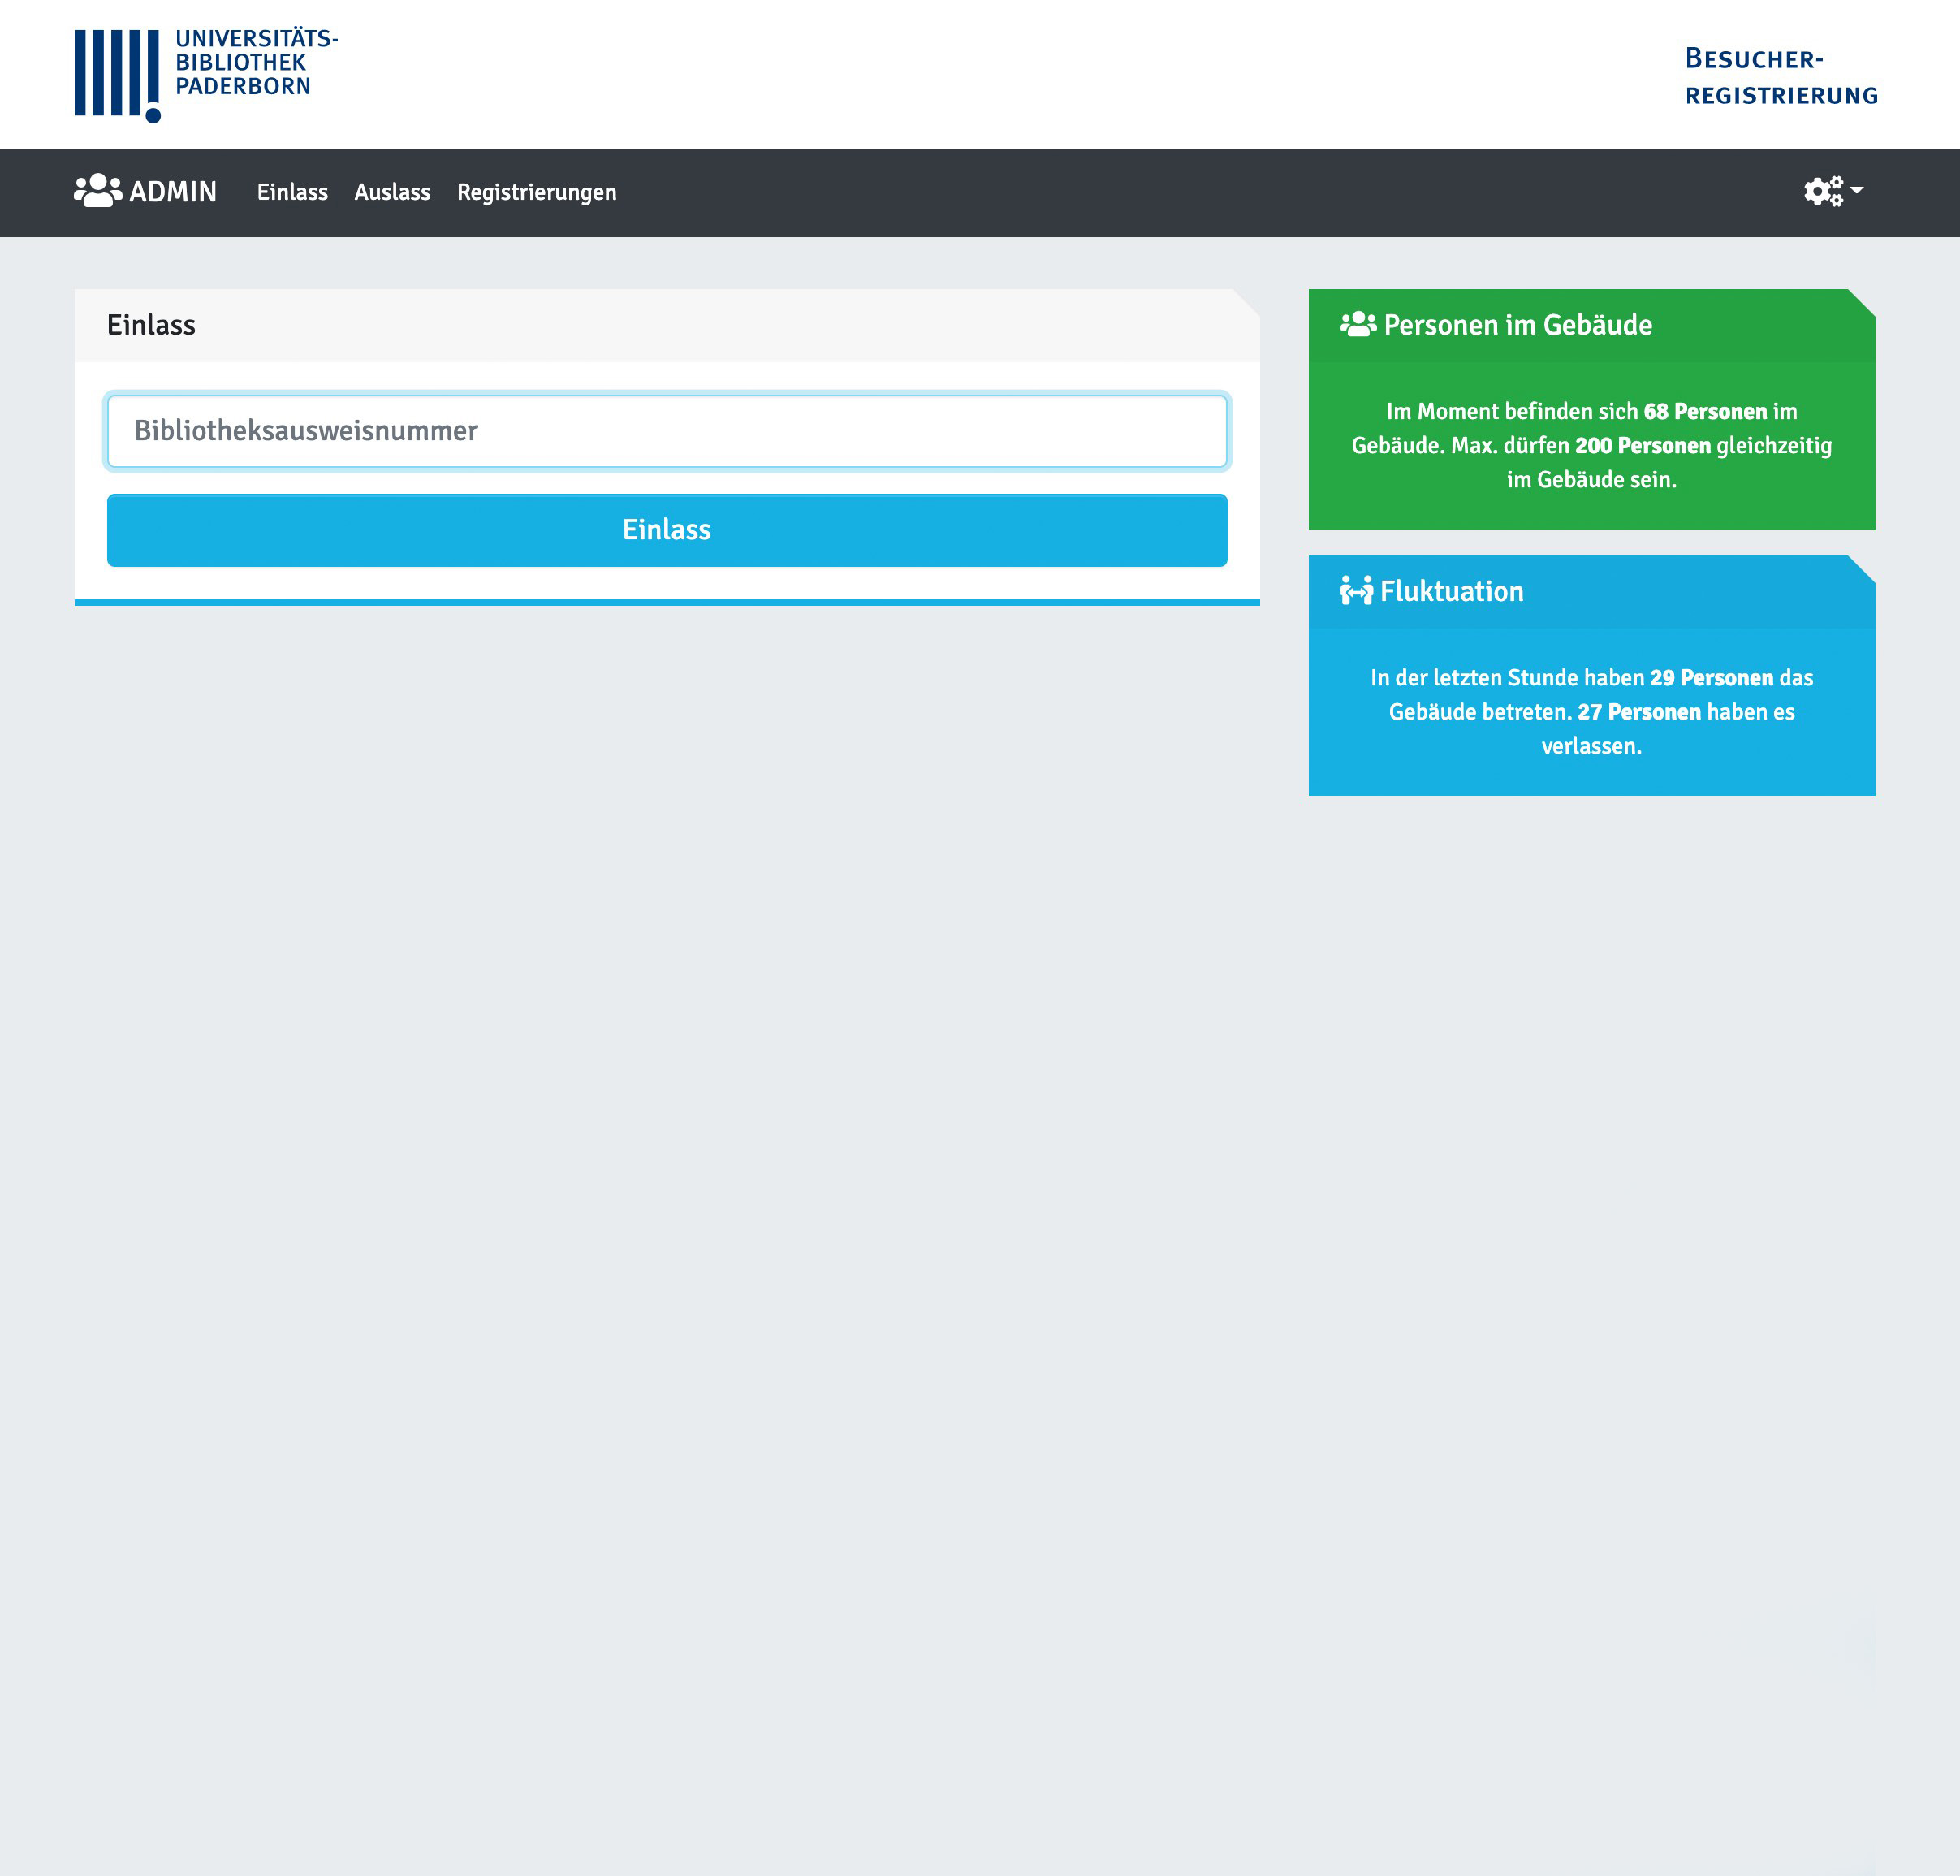 UNIVERSITÄTS-
BIBLIOTHEK
PADERBORN
BESUCHER-
REGISTRIERUNG
ADMIN Einlass Auslass Registrierungen
Einlass
Bibliotheksausweisnummer
Einlass
Personen im Gebäude
Im Moment befinden sich 68 Personen im
Gebäude. Max. dürfen 200 Personen gleichzeitig
im Gebäude sein.
Fluktuation
In der letzten Stunde haben 29 Personen das
Gebäude betreten. 27 Personen haben es
verlassen.